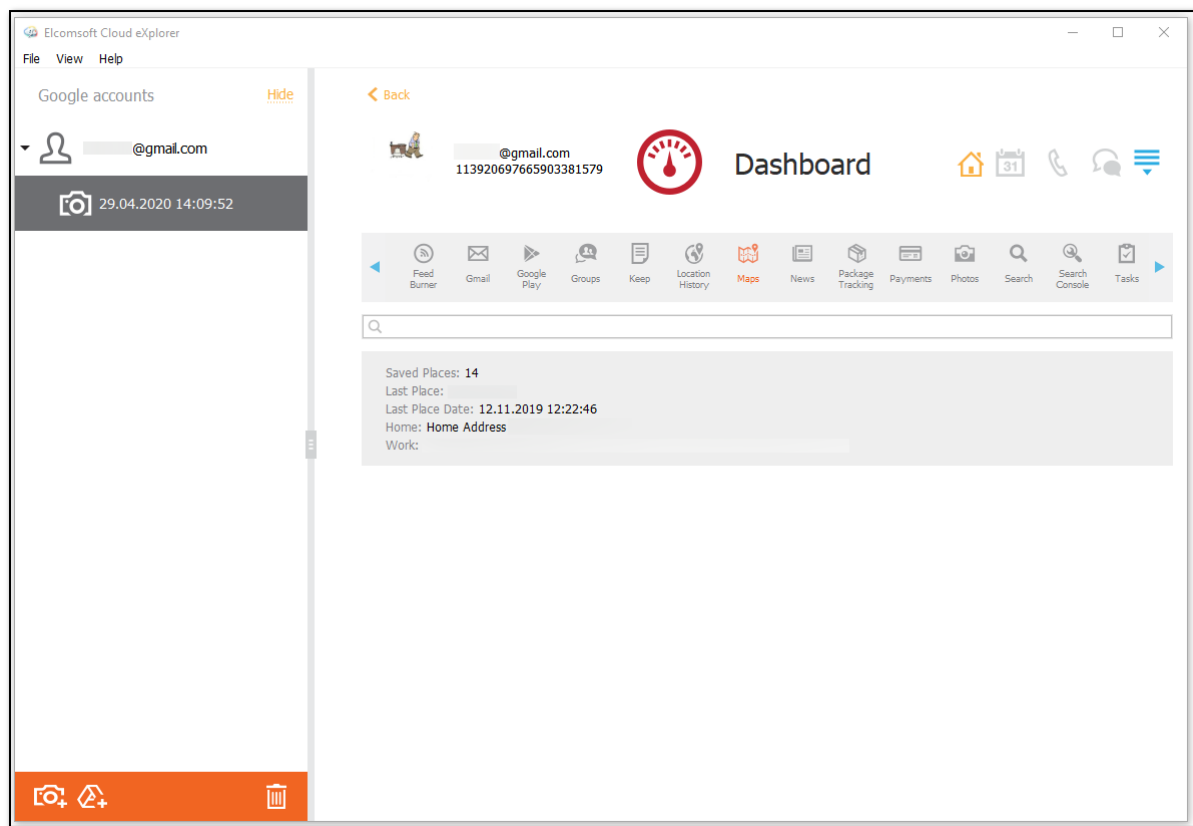 Elcomsoft Cloud eXplorer
File View Help
Google accounts Hide
@gmail.com
29.04.2020 14:09:52
Back
@gmail.com
113920697665903381579
Dashboard
31
Feed Burner
Gmail
Google Play
Groups
Keep
Location History
Maps
News
Package Tracking
Payments
Photos
Search
Search Console
Tasks
Saved Places: 14
Last Place:
Last Place Date: 12.11.2019 12:22:46
Home: Home Address
Work: